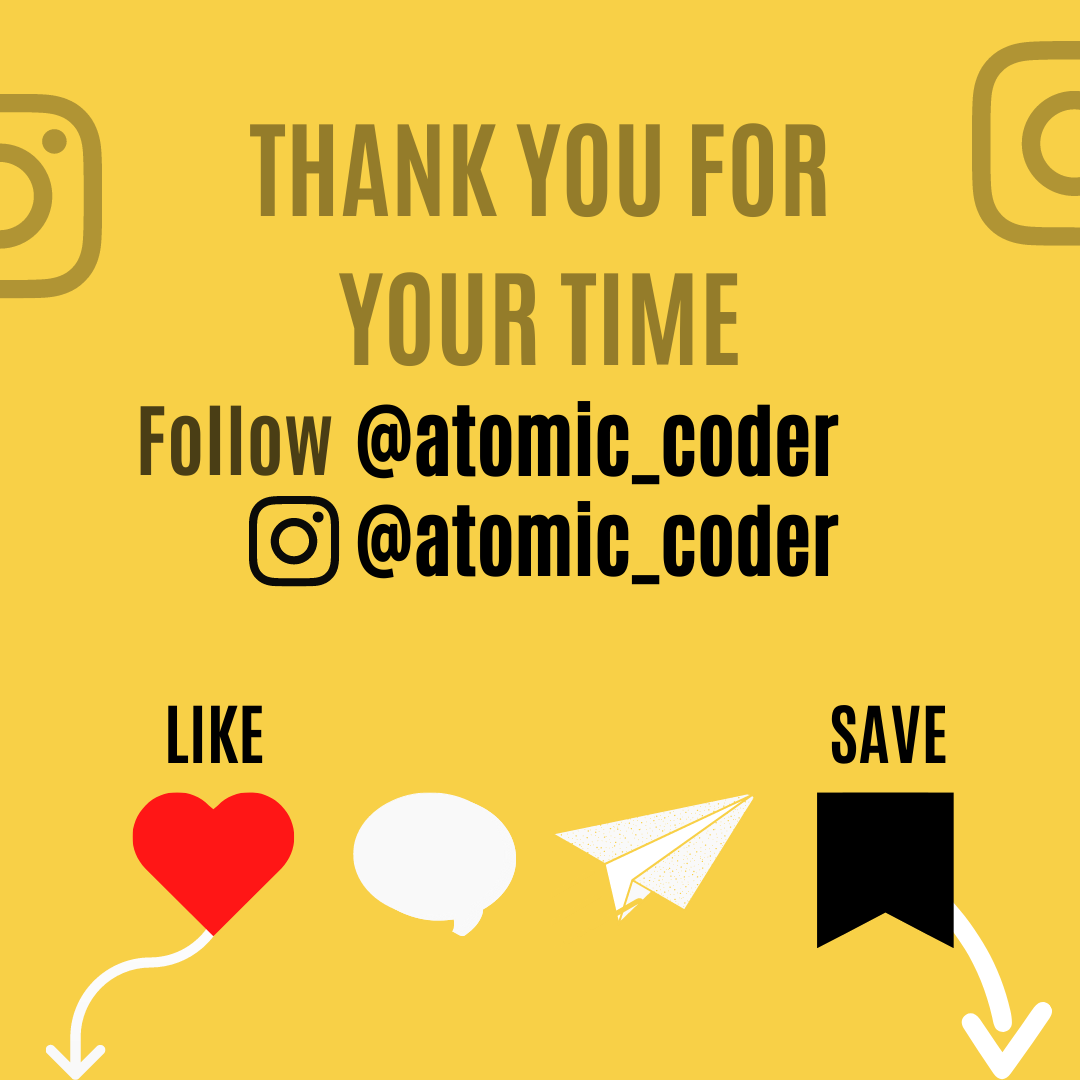 THANK YOU FOR
YOUR TIME
Follow @atomic_coder
@atomic_coder
LIKE
SAVE